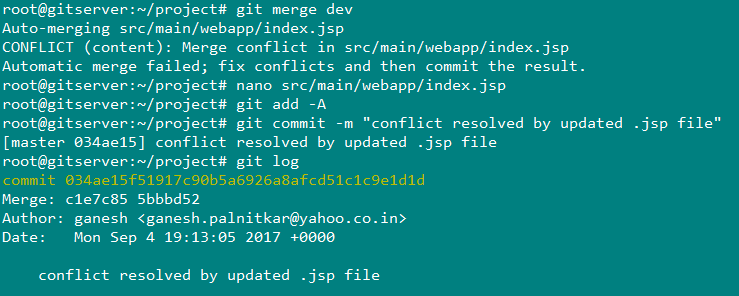 root@gitserver:~/project# git merge dev
Auto-merging src/main/webapp/index.jsp
CONFLICT (content): Merge conflict in src/main/webapp/index.jsp
Automatic merge failed; fix conflicts and then commit the result.
root@gitserver:~/project# nano src/main/webapp/index.jsp
root@gitserver:~/project# git add -A
root@gitserver:~/project# git commit -m "conflict resolved by updated .jsp file"
[master 034ae15] conflict resolved by updated .jsp file
root@gitserver:~/project# git log
commit 034ae15f51917c90b5a6926a8afcd51c1c9e1d1d
Merge: c1e7c85 5bbbd52
Author: ganesh <ganesh.palnitkar@yahoo.co.in>
Date:   Mon Sep 4 19:13:05 2017 +0000
    conflict resolved by updated .jsp file